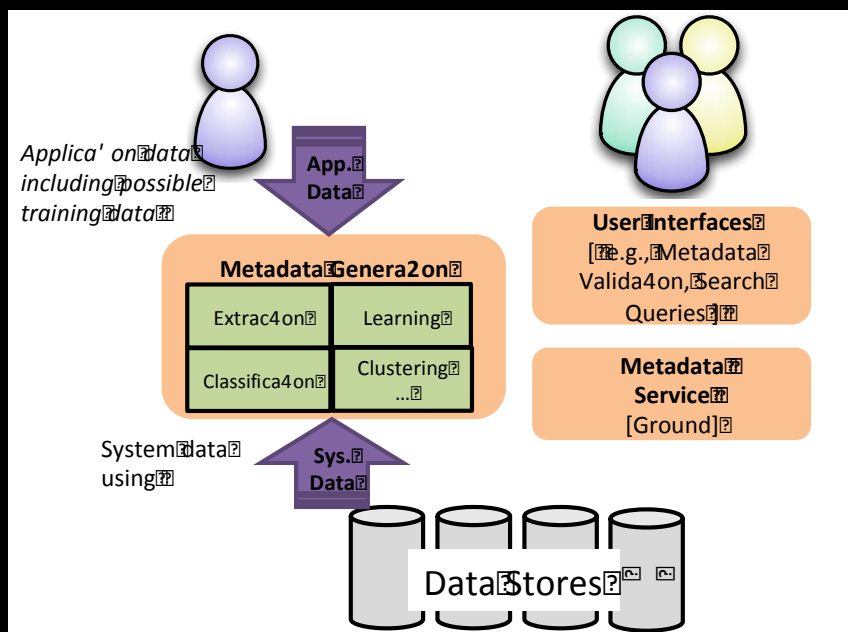 Applica' on⍰data⍰
including⍰possible⍰
training⍰data⍰⍰
App.⍰
Data⍰
Metadata⍰Genera2on⍰
Extrac4on⍰
Learning⍰
Classifica4on⍰
Clustering⍰
...⍰
System⍰data⍰
using⍰⍰
Sys.⍰
Data⍰
User⍰Interfaces⍰
[⍰⍰e.g.,⍰Metadata⍰
Valida4on,⍰Search⍰
Queries⍰]⍰⍰
Metadata⍰⍰
Service⍰
[Ground]⍰
Data⍰Stores⍰ ⍰ ⍰